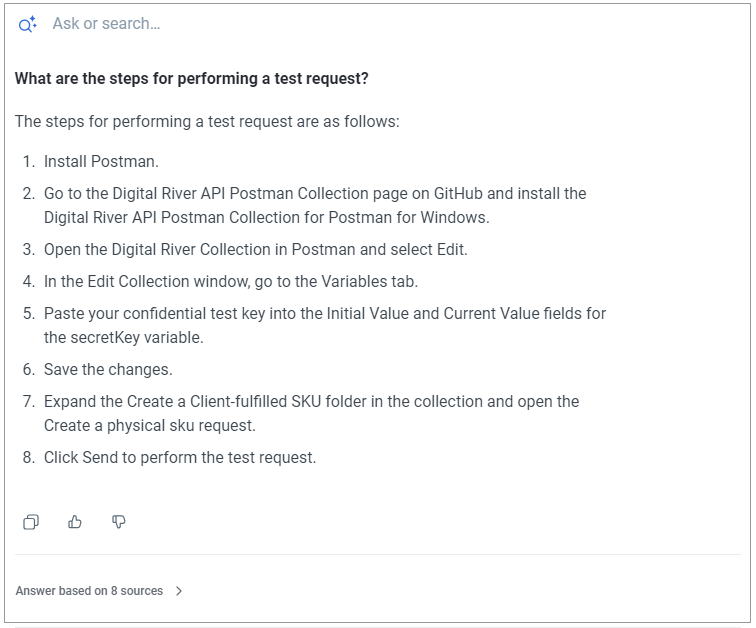 Ask or search...
What are the steps for performing a test request?
The steps for performing a test request are as follows:
1. Install Postman.
2. Go to the Digital River API Postman Collection page on GitHub and install the
Digital River API Postman Collection for Postman for Windows.
3. Open the Digital River Collection in Postman and select Edit.
4. In the Edit Collection window, go to the Variables tab.
5. Paste your confidential test key into the Initial Value and Current Value fields for
the secretKey variable.
6. Save the changes.
7. Expand the Create a Client-fulfilled SKU folder in the collection and open the
Create a physical sku request.
8. Click Send to perform the test request.
Answer based on 8 sources